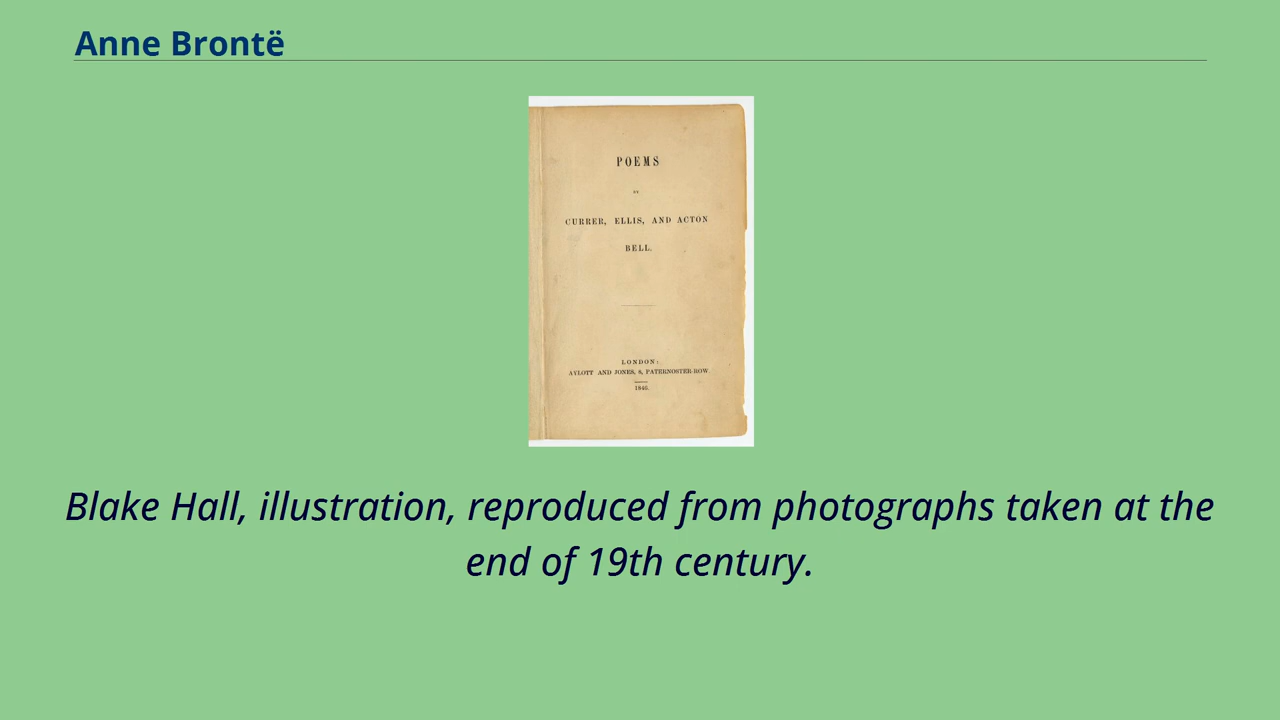 Anne Brontë
POEMS
BY
CURRER, ELLIS, AND ACTON
BELL.
LONDON:
AYLOTT AND JONES, 8, PATERNOSTER-ROW.
1846.
Blake Hall, illustration, reproduced from photographs taken at the
end of 19th century.